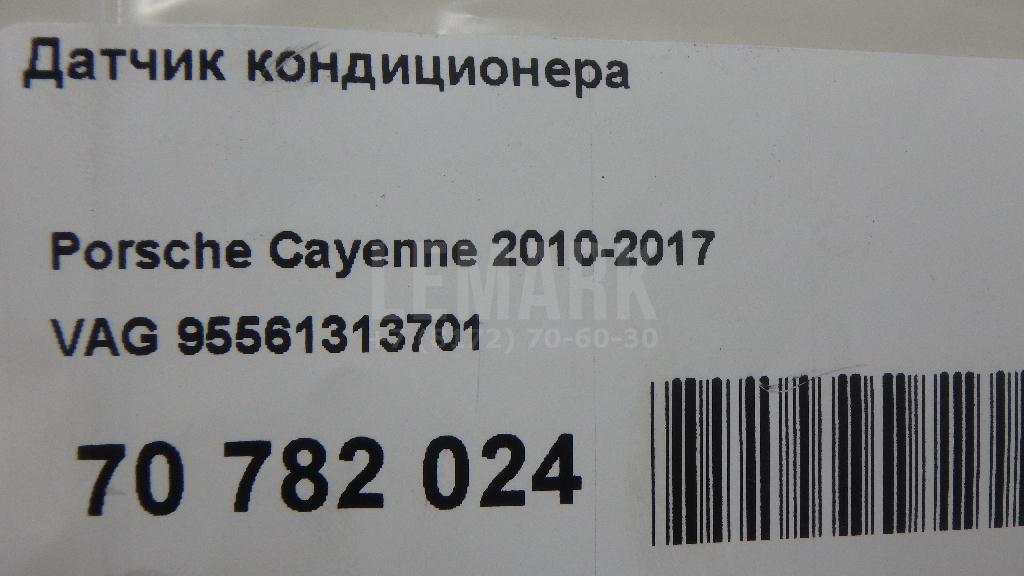 Датчик кондиционера
Porsche Cayenne 2010-2017
LEMARK
VAG 95561313701
70-60-30
70 782 024